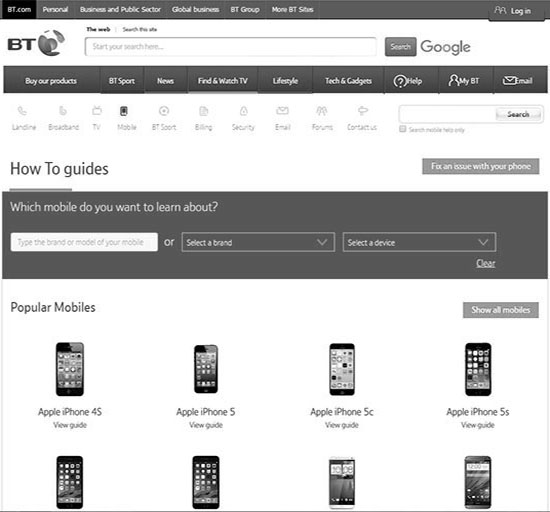 BT.com Personal Business and Public Sector Global business BT Group More BT Sites Log in
The web Search this site
BT Start your search here... Search Google
Buy our products BT Sport News Find & Watch TV Lifestyle Tech & Gadgets Help My BT Email
Landline Broadband TV Mobile BT Sport Billing Security Email Forums Contact us Search
Search mobile help only
How To guides Fix an issue with your phone
Which mobile do you want to learn about?
Type the brand or model of your mobile or Select a brand Select a device
Clear
Popular Mobiles Show all mobiles
Apple iPhone 4S Apple iPhone 5 Apple iPhone 5c Apple iPhone 5s
View guide View guide View guide View guide